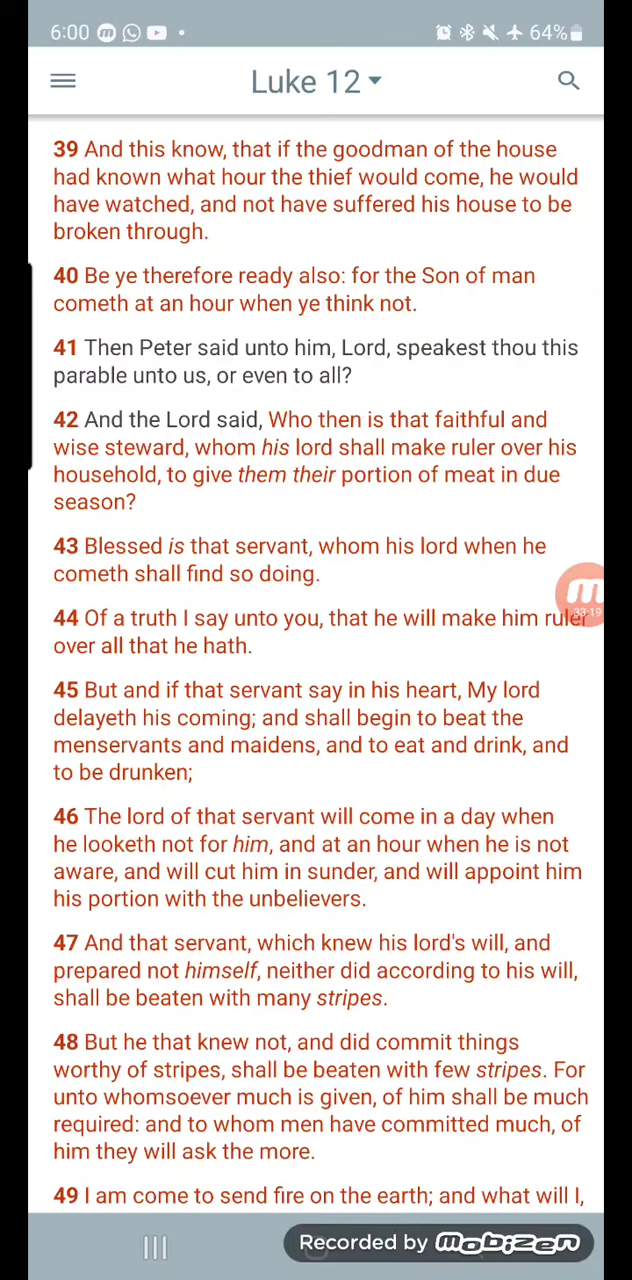 6:00
64%
Luke 12
39 And this know, that if the goodman of the house
had known what hour the thief would come, he would
have watched, and not have suffered his house to be
broken through.
40 Be ye therefore ready also: for the Son of man
cometh at an hour when ye think not.
41 Then Peter said unto him, Lord, speakest thou this
parable unto us, or even to all?
42 And the Lord said, Who then is that faithful and
wise steward, whom his lord shall make ruler over his
household, to give them their portion of meat in due
season?
43 Blessed is that servant, whom his lord when he
cometh shall find so doing.
33:19
44 Of a truth I say unto you, that he will make him ruler
over all that he hath.
45 But and if that servant say in his heart, My lord
delayeth his coming; and shall begin to beat the
menservants and maidens, and to eat and drink, and
to be drunken;
46 The lord of that servant will come in a day when
he looketh not for him, and at an hour when he is not
aware, and will cut him in sunder, and will appoint him
his portion with the unbelievers.
47 And that servant, which knew his lord's will, and
prepared not himself, neither did according to his will,
shall be beaten with many stripes.
48 But he that knew not, and did commit things
worthy of stripes, shall be beaten with few stripes. For
unto whomsoever much is given, of him shall be much
required: and to whom men have committed much, of
him they will ask the more.
49 I am come to send fire on the earth; and what will I,
Recorded by mobizen